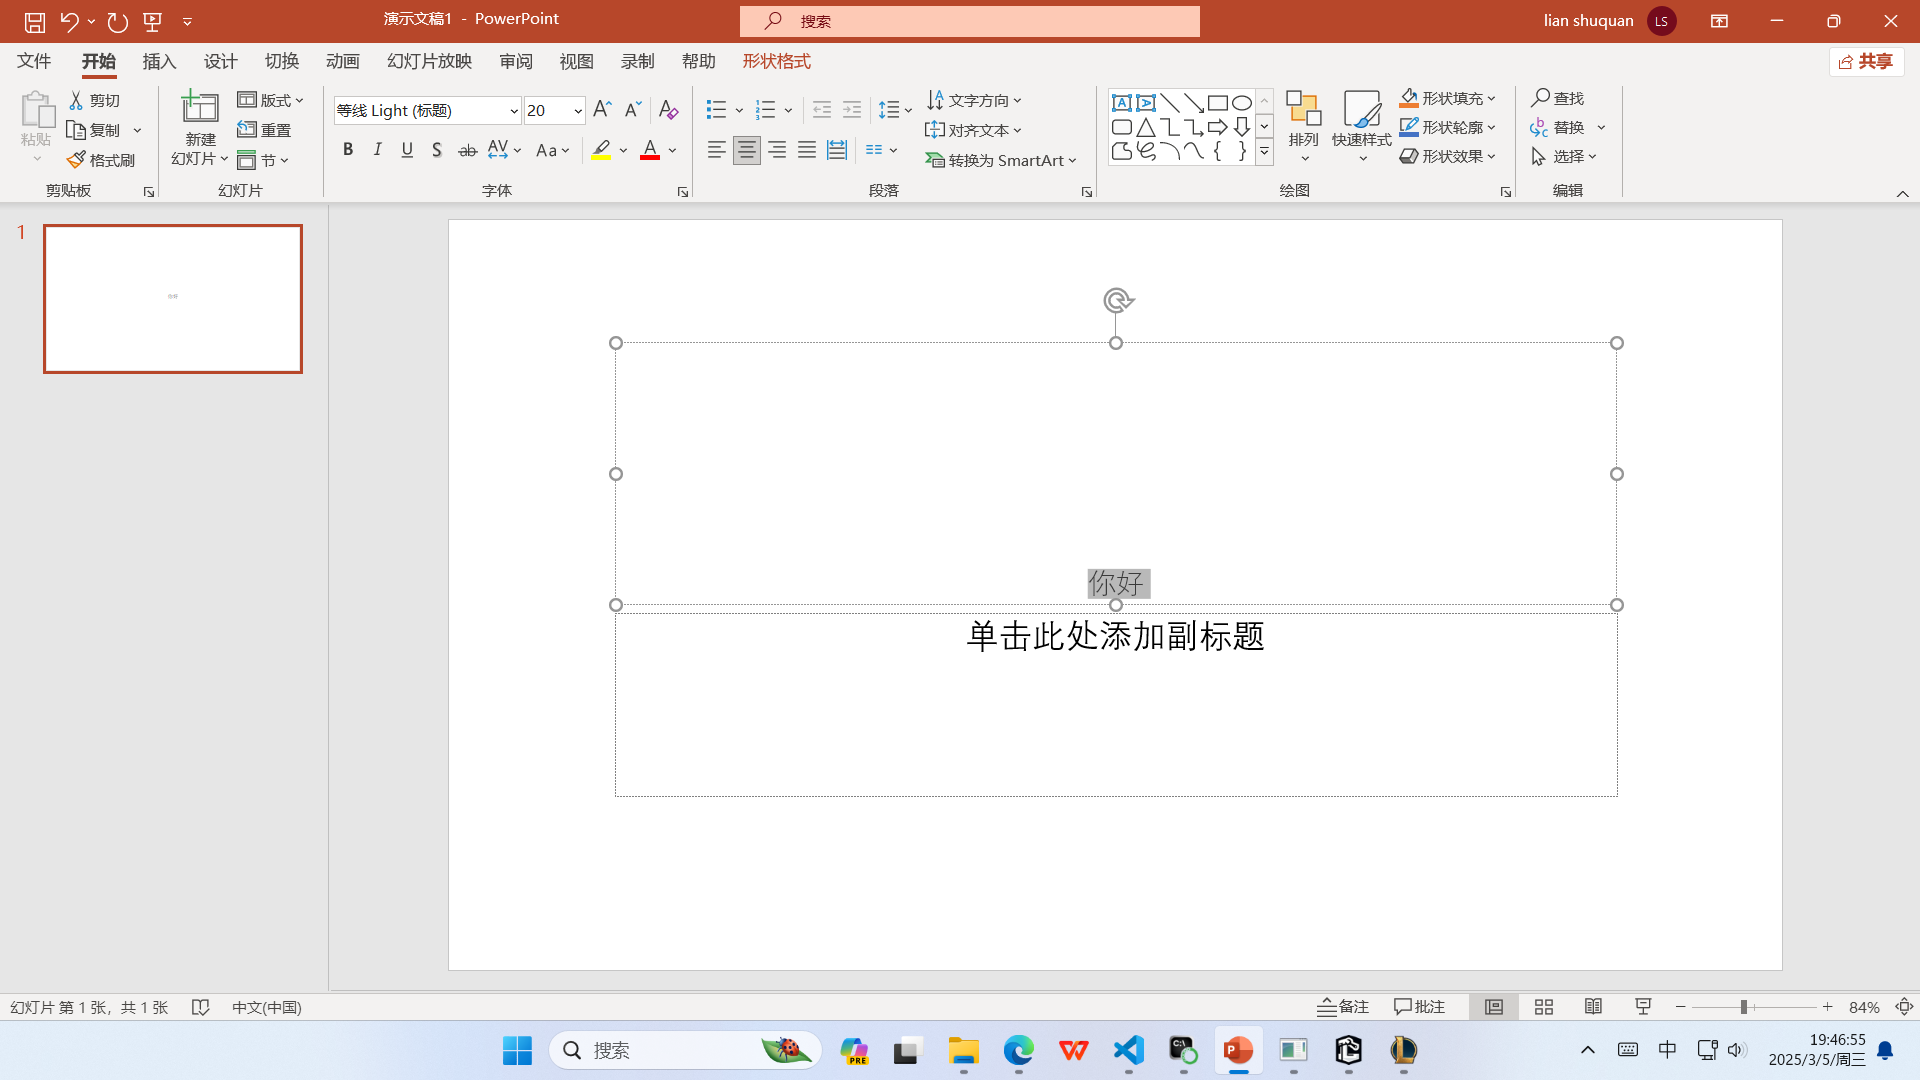 演示文稿1 - PowerPoint
搜索
lian shuquan
LS
文件 开始 插入 设计 切换 动画 幻灯片放映 审阅 视图 录制 帮助 形状格式
共享
粘贴
剪切
复制
格式刷
剪贴板
新建
幻灯片
版式
重置
节
幻灯片
等线 Light (标题)
20
B I U S ab AV Aa A
字体
文字方向
对齐文本
转换为 SmartArt
段落
排列
快速样式
形状填充
形状轮廓
形状效果
绘图
查找
替换
选择
编辑
1
你好
你好
单击此处添加副标题
幻灯片 第 1 张，共 1 张
中文(中国)
备注
批注
84%
搜索
PRE
中
19:46:55
2025/3/5/周三